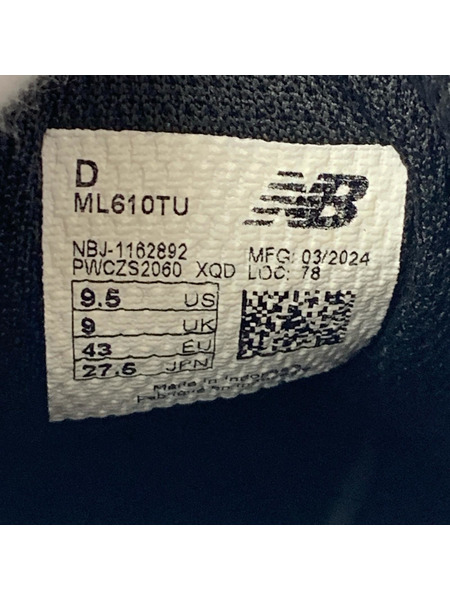 D
ML610TU
NB
NBJ-1162892
PWCZS2060 XQD
MFG: 03/2024
LOC: 78
9.5 US
9 UK
43 EU
27.5 JPN
Made in Indonesia